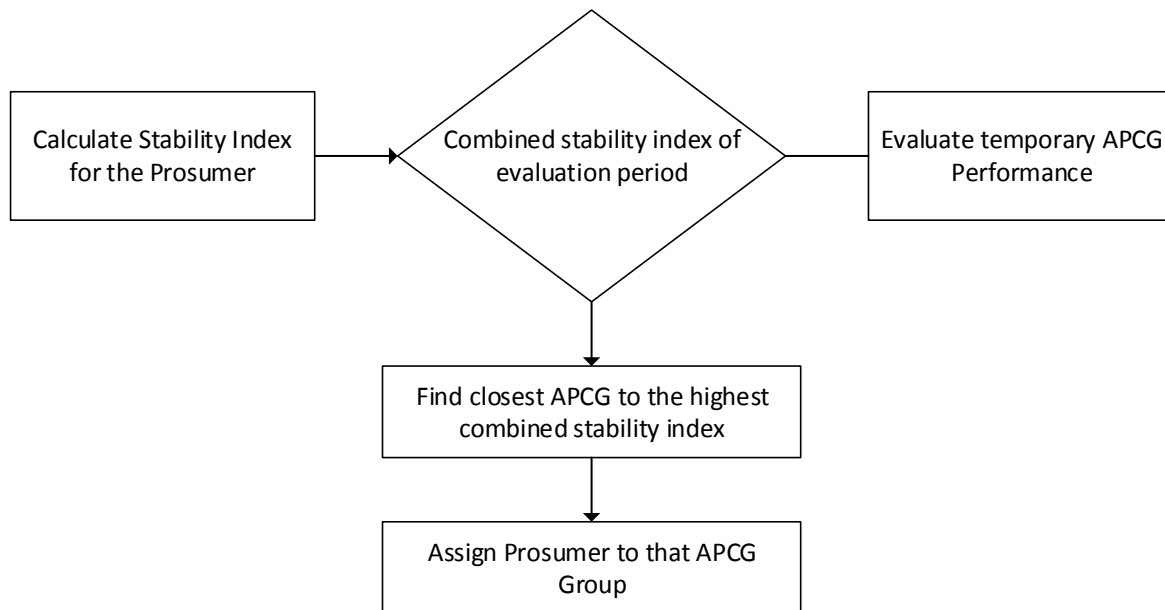 Calculate Stability Index
for the Prosumer
Combined stability index of
evaluation period
Evaluate temporary APCG
Performance
Find closest APCG to the highest
combined stability index
Assign Prosumer to that APCG
Group